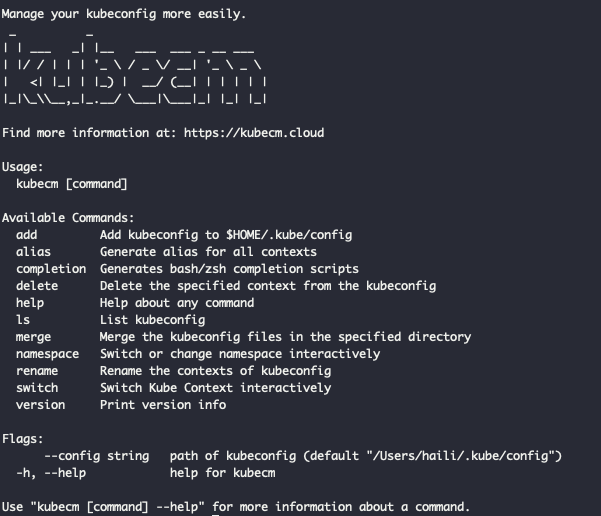 Manage your kubeconfig more easily.
kubecm
Find more information at: https://kubecm.cloud
Usage:
  kubecm [command]
Available Commands:
  add         Add kubeconfig to $HOME/.kube/config
  alias       Generate alias for all contexts
  completion  Generates bash/zsh completion scripts
  delete      Delete the specified context from the kubeconfig
  help        Help about any command
  ls          List kubeconfig
  merge       Merge the kubeconfig files in the specified directory
  namespace   Switch or change namespace interactively
  rename      Rename the contexts of kubeconfig
  switch      Switch Kube Context interactively
  version     Print version info
Flags:
      --config string   path of kubeconfig (default "/Users/haili/.kube/config")
  -h, --help            help for kubecm
Use "kubecm [command] --help" for more information about a command.